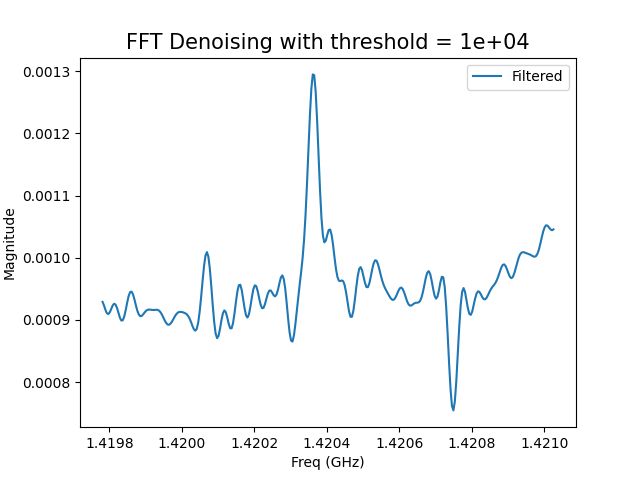 FFT Denoising with threshold = 1e+04
Filtered
Magnitude
0.0013
0.0012
0.0011
0.0010
0.0009
0.0008
1.4198 1.4200 1.4202 1.4204 1.4206 1.4208 1.4210
Freq (GHz)